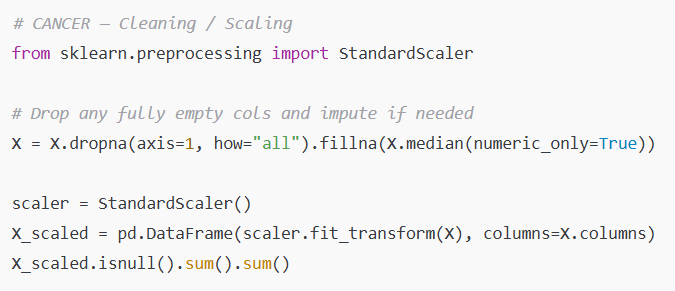 # CANCER — Cleaning / Scaling
from sklearn.preprocessing import StandardScaler
# Drop any fully empty cols and impute if needed
X = X.dropna(axis=1, how="all").fillna(X.median(numeric_only=True))
scaler = StandardScaler()
X_scaled = pd.DataFrame(scaler.fit_transform(X), columns=X.columns)
X_scaled.isnull().sum().sum()